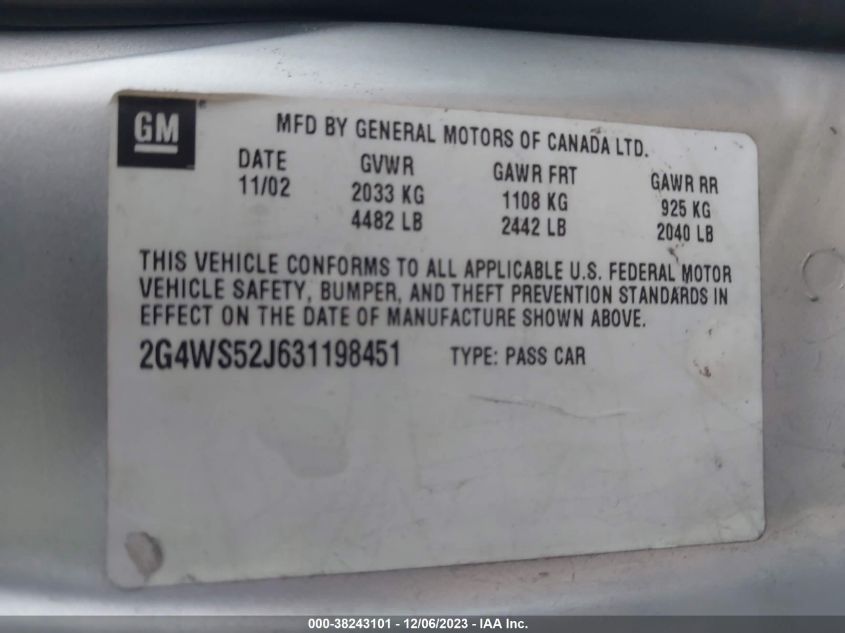 GM
MFD BY GENERAL MOTORS OF CANADA LTD.
DATE GVWR GAWR FRT GAWR RR
11/02 2033 KG 1108 KG 925 KG
4482 LB 2442 LB 2040 LB
THIS VEHICLE CONFORMS TO ALL APPLICABLE U.S. FEDERAL MOTOR
VEHICLE SAFETY, BUMPER, AND THEFT PREVENTION STANDARDS IN
EFFECT ON THE DATE OF MANUFACTURE SHOWN ABOVE.
2G4WS52J631198451 TYPE: PASS CAR
000-38243101 - 12/06/2023 - IAA Inc.